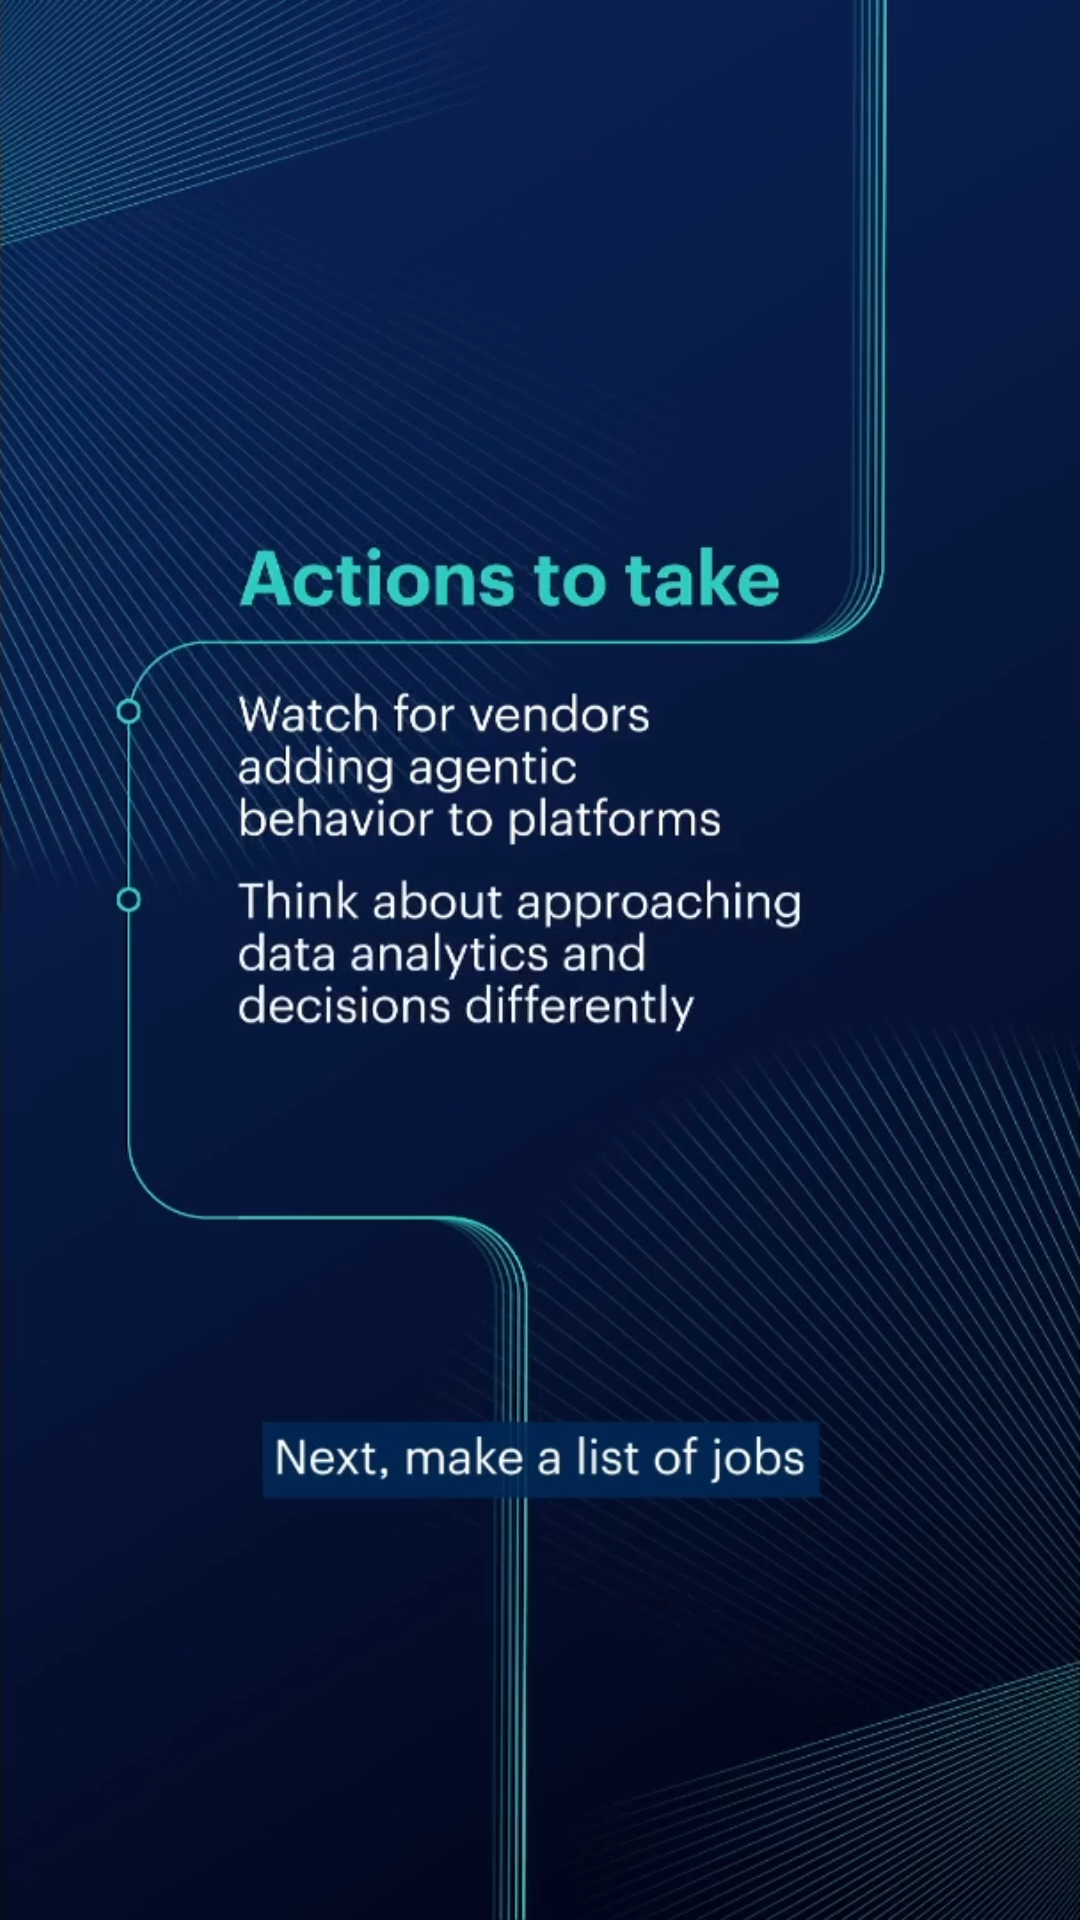 Actions to take
Watch for vendors
adding agentic
behavior to platforms
Think about approaching
data analytics and
decisions differently
Next, make a list of jobs